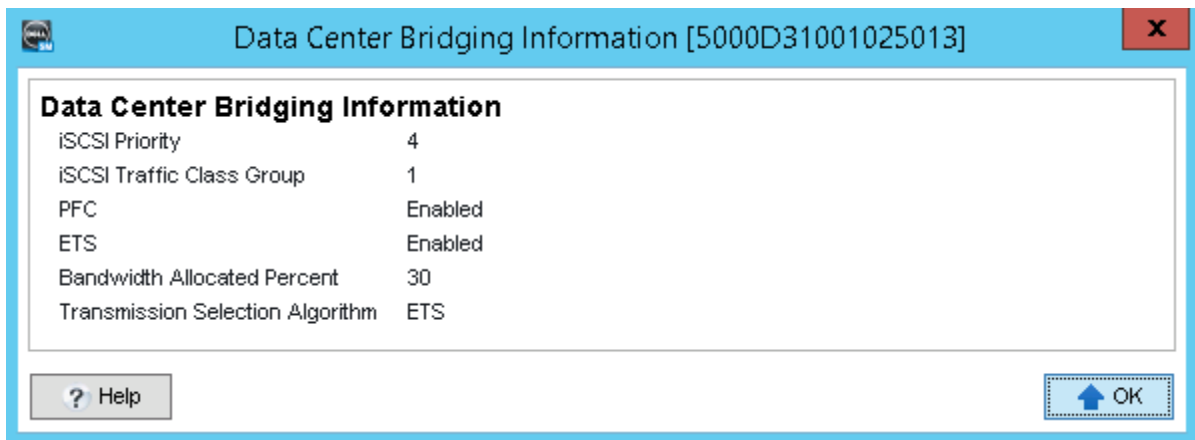 Data Center Bridging Information [5000D31001025013]
x
Data Center Bridging Information
iSCSI Priority 4
iSCSI Traffic Class Group 1
PFC Enabled
ETS Enabled
Bandwidth Allocated Percent 30
Transmission Selection Algorithm ETS
? Help
OK